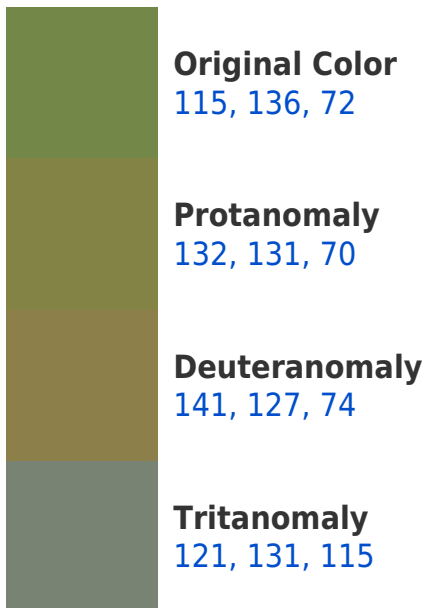 Original Color
115, 136, 72
Protanomaly
132, 131, 70
Deuteranomaly
141, 127, 74
Tritanomaly
121, 131, 115